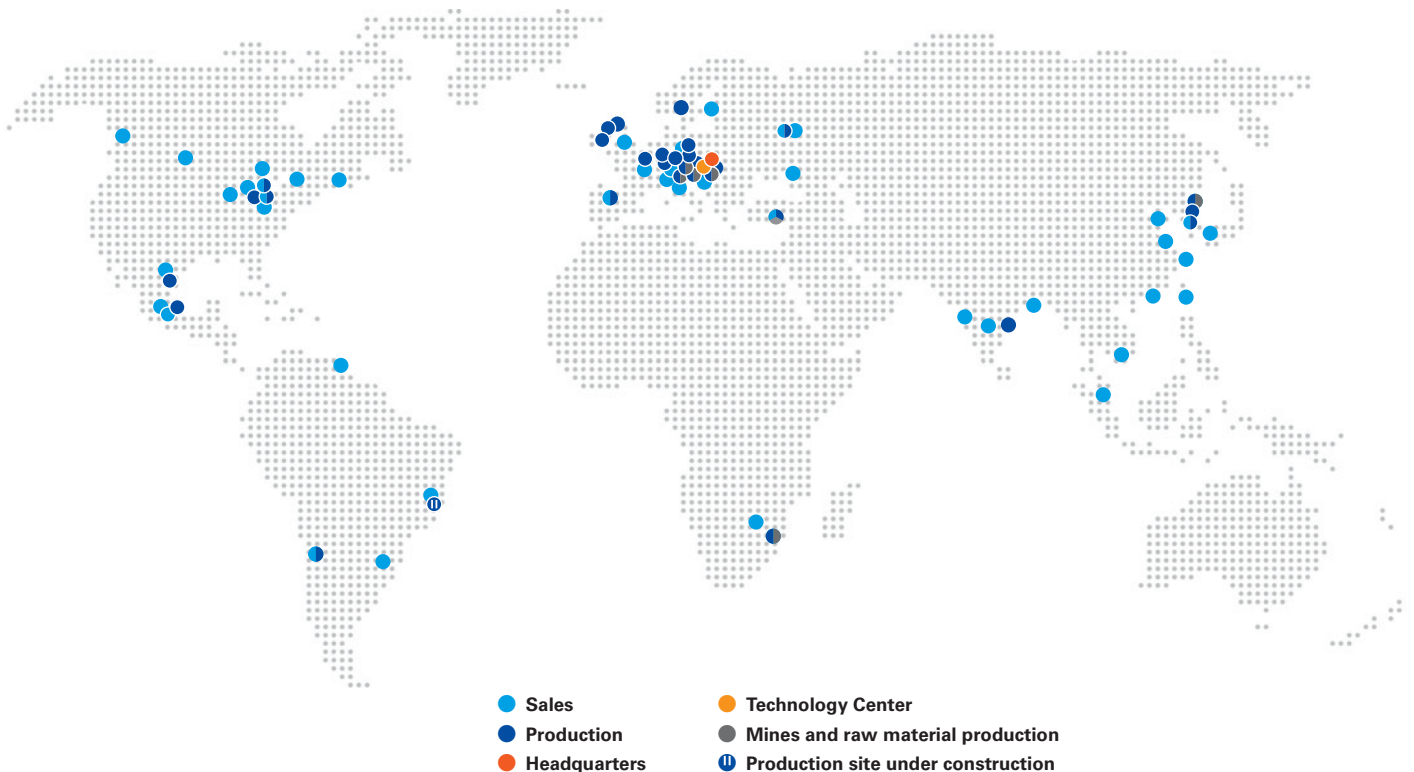 Sales
Production
Headquarters
Technology Center
Mines and raw material production
Production site under construction